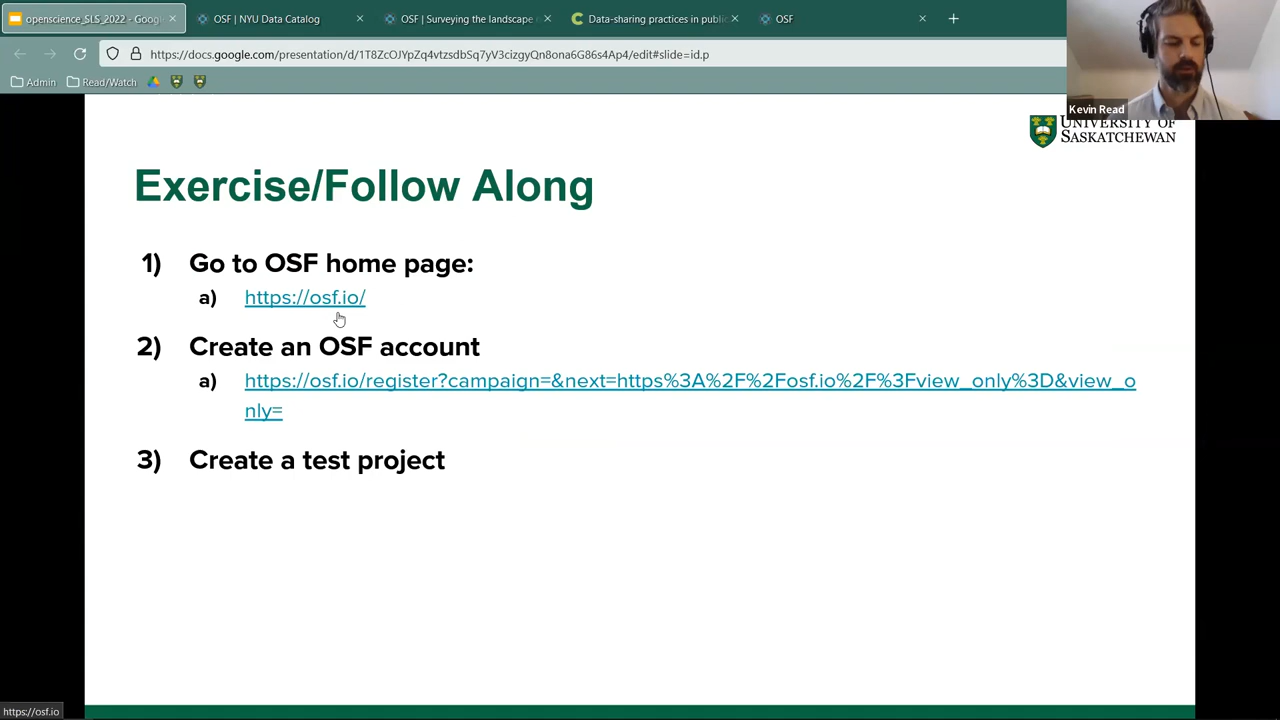 openscience_SLS_2022 - Googl
OSF | NYU Data Catalog
OSF | Surveying the landscape
Data-sharing practices in public
OSF
https://docs.google.com/presentation/d/1T8ZcOJYpZq4vtzsdbSq7yV3cizgyQn8ona6G86s4Ap4/edit#slide=id.p
Admin
Read/Watch
Kevin Read
UNIVERSITY OF
SASKATCHEWAN
Exercise/Follow Along
1) Go to OSF home page:
a) https://osf.io/
2) Create an OSF account
a) https://osf.io/register?campaign=&next=https%3A%2F%2Fosf.io%2F%3Fview_only%3D&view_o
nly=
3) Create a test project
https://osf.io